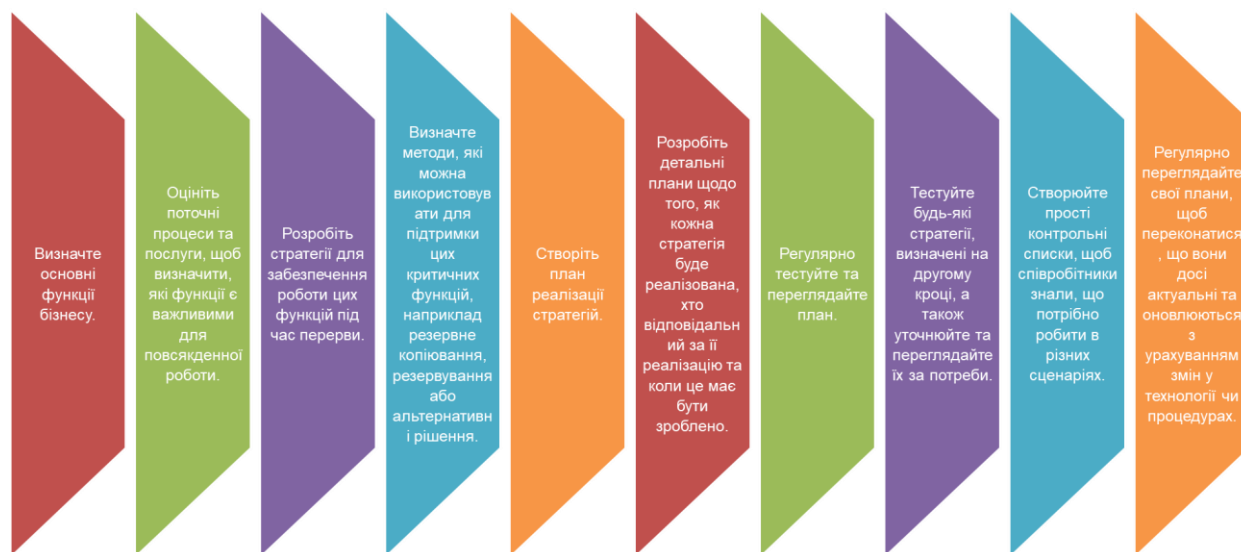 Визначте
основні
функції
бізнесу.
Оцініть
поточні
процеси та
послуги, щоб
визначити,
які функції є
важливими
для
повсякденної
роботи.
Розробіть
стратегії для
забезпечення
роботи цих
функцій під
час перерви.
Визначте
методи, які
можна
використовув
ати для
підтримки
цих
критичних
функцій,
наприклад
резервне
копіювання,
резервування
або
альтернативн
і рішення.
Створіть
план
реалізації
стратегій.
Розробіть
детальні
плани щодо
того, як
кожна
стратегія
буде
реалізована,
хто
відповідальн
ий за її
реалізацію та
коли це має
бути
зроблено.
Регулярно
тестуйте та
переглядайте
план.
Тестуйте
будь-які
стратегії,
визначені на
другому
кроці, а
також
уточнюйте та
переглядайте
їх за потреби.
Створюйте
прості
контрольні
списки, щоб
співробітники
знали, що
потрібно
робити в
різних
сценаріях.
Регулярно
переглядайте
свої плани,
щоб
переконатися
, що вони
досі
актуальні та
оновлюються
з
урахуванням
змін у
технології чи
процедурах.